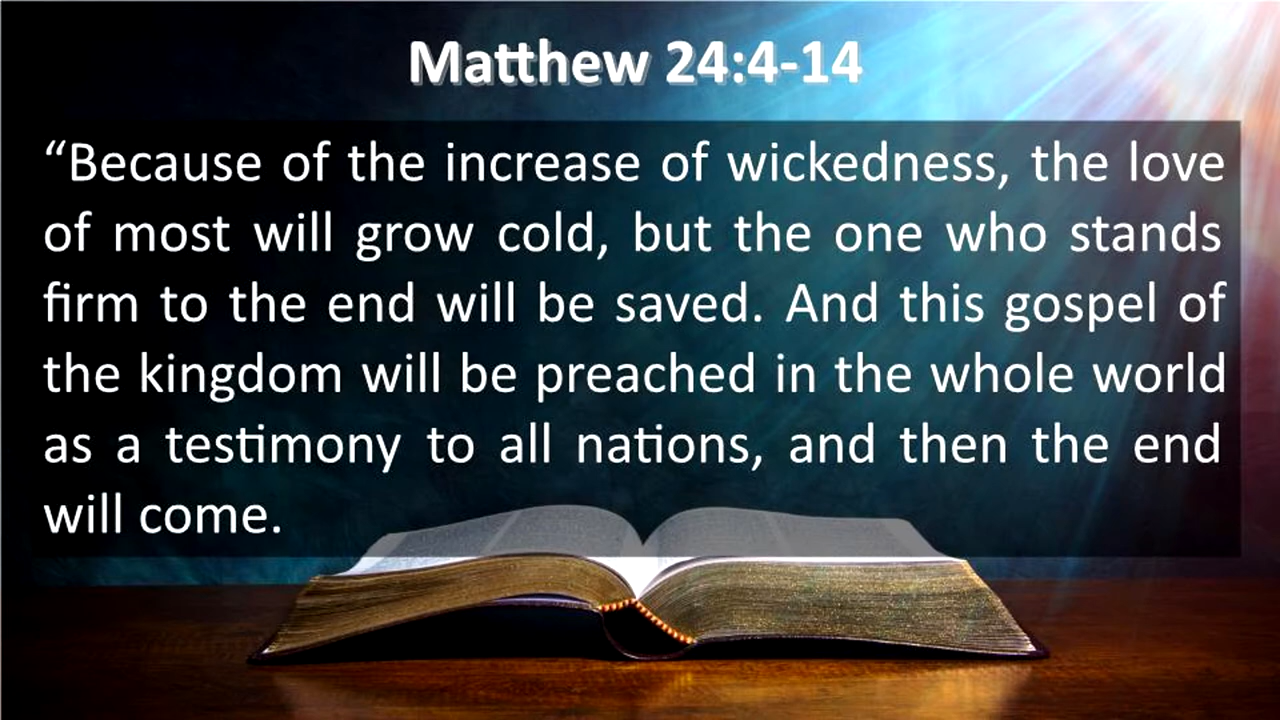 Matthew 24:4-14
“Because of the increase of wickedness, the love
of most will grow cold, but the one who stands
firm to the end will be saved. And this gospel of
the kingdom will be preached in the whole world
as a testimony to all nations, and then the end
will come.